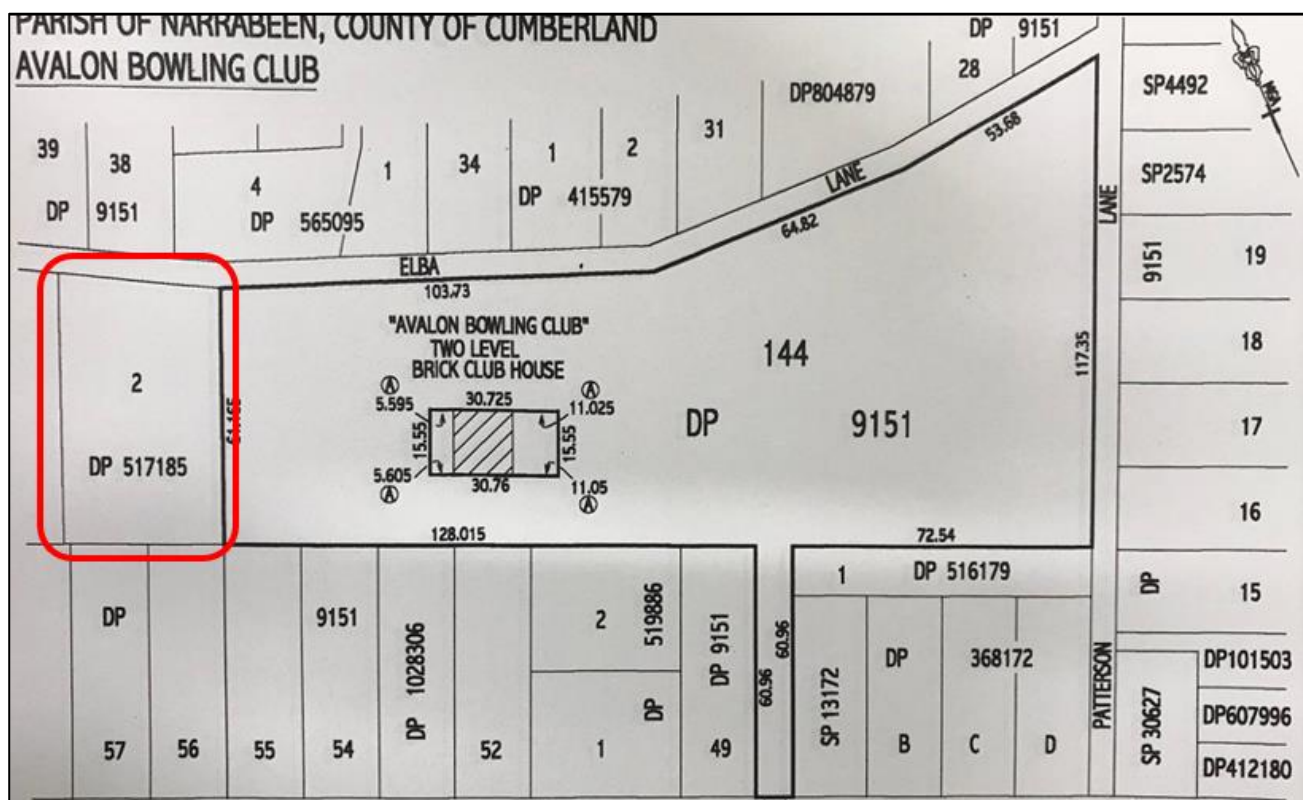 PARISH OF NARRABEEN, COUNTY OF CUMBERLAND
AVALON BOWLING CLUB
DP 9151
28
DP804879
SP4492
MGA
39
38
DP 9151
4
DP 565095
1
34
1
2
DP 415579
31
LANE
53.68
64.82
SP2574
LANE
ELBA
103.73
9151
19
"AVALON BOWLING CLUB"
TWO LEVEL
BRICK CLUB HOUSE
144
117.35
18
2
A
5.595
30.725
A
11.025
15.55
15.55
DP 9151
17
DP 517185
5.605
A
30.76
11.05
A
16
128.015
72.54
1
DP 516179
DP
15
DP
9151
DP 1028306
2
DP 519886
DP 9151
60.96
60.96
SP 13172
DP 368172
PATTERSON
SP 30627
DP101503
DP607996
DP412180
57
56
55
54
52
1
49
B
C
D